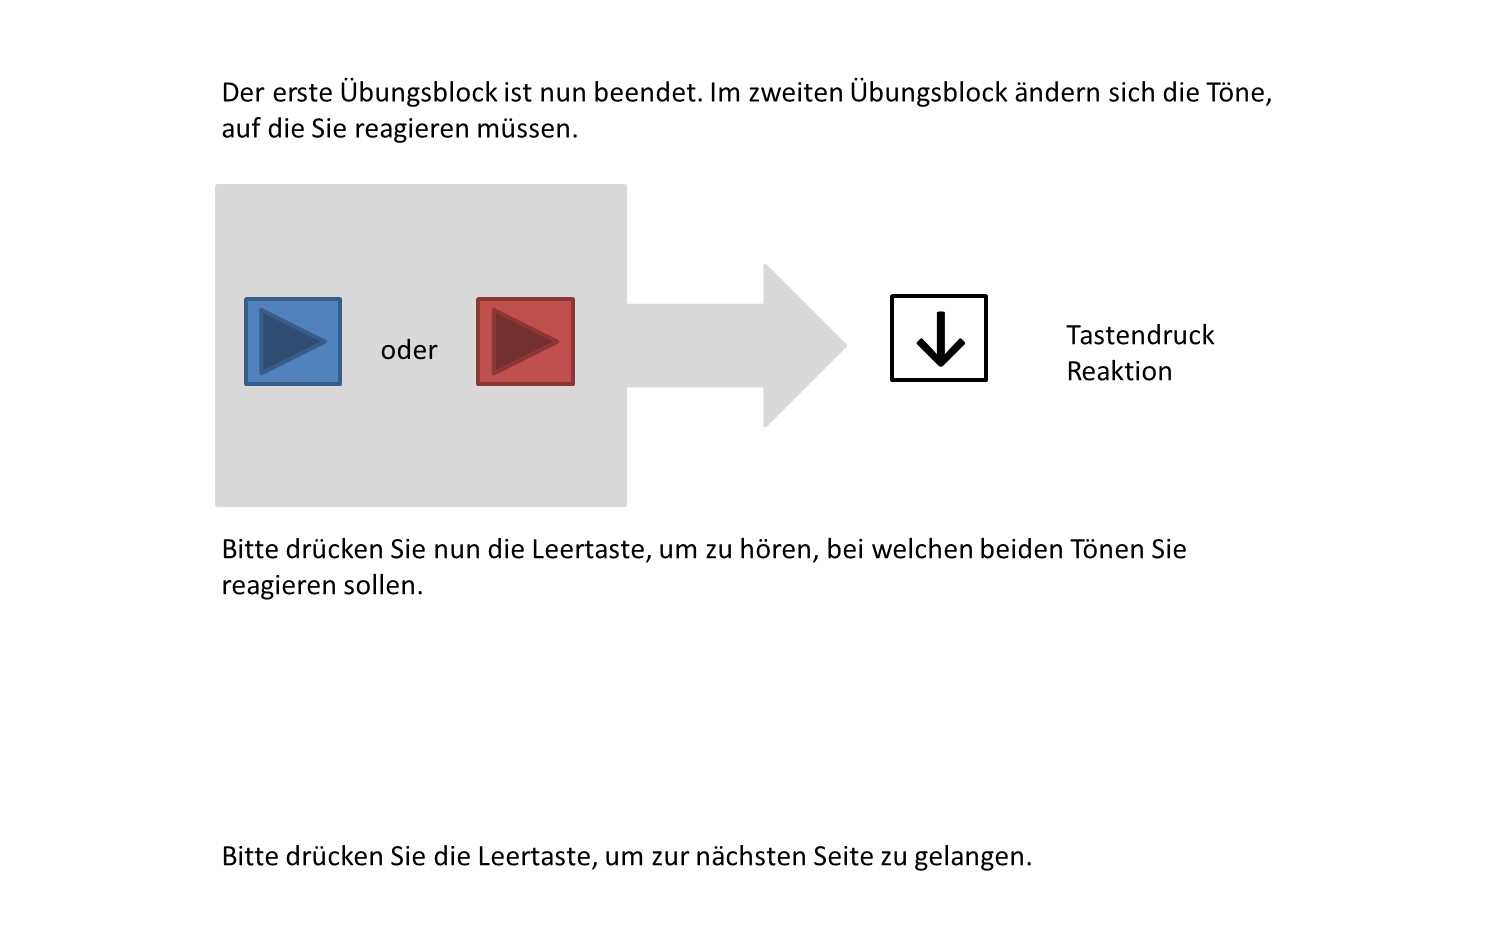 Der erste Übungsblock ist nun beendet. Im zweiten Übungsblock ändern sich die Töne,
auf die Sie reagieren müssen.
oder
Tastendruck
Reaktion
Bitte drücken Sie nun die Leertaste, um zu hören, bei welchen beiden Tönen Sie
reagieren sollen.
Bitte drücken Sie die Leertaste, um zur nächsten Seite zu gelangen.